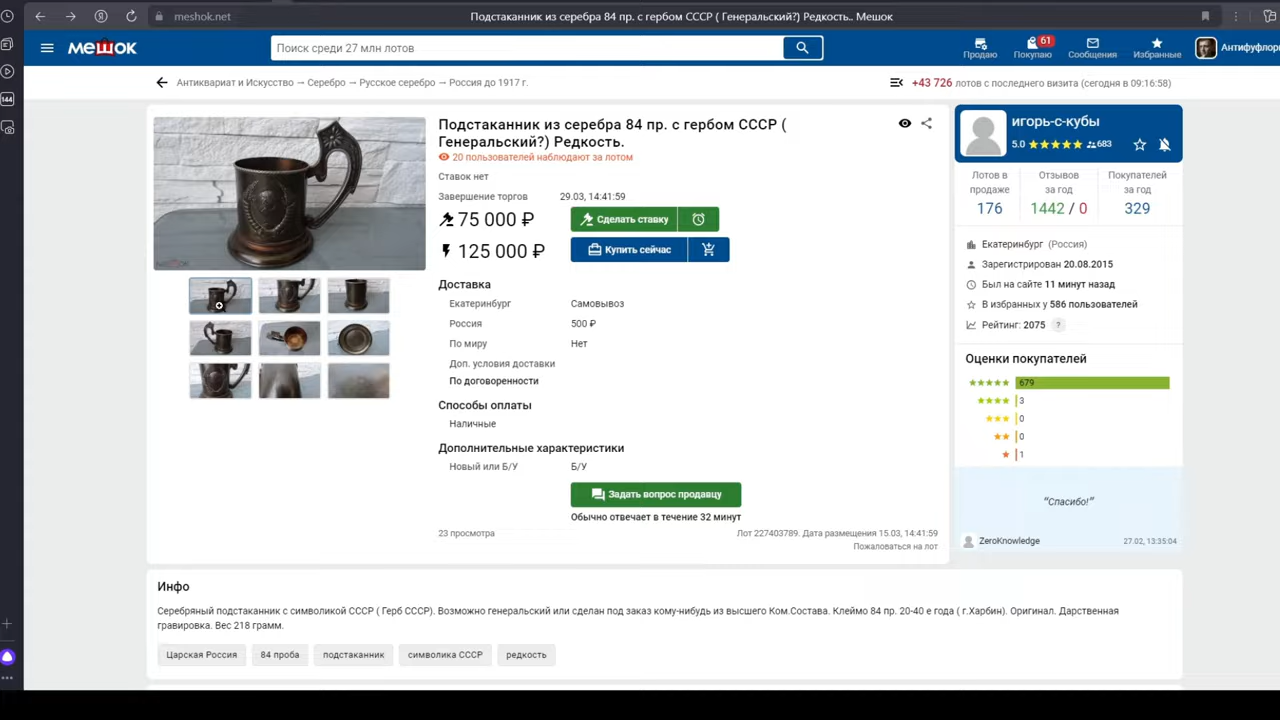 meshok.net
Подстаканник из серебра 84 пр. с гербом СССР ( Генеральский?) Редкость.. Мешок
144
мешок
Поиск среди 27 млн лотов
Продаю
61
Покупаю
Сообщения
Избранные
Антифуфлори
Антиквариат и Искусство → Серебро → Русское серебро → Россия до 1917 г.
+43 726 лотов с последнего визита (сегодня в 09:16:58)
Подстаканник из серебра 84 пр. с гербом СССР (
Генеральский?) Редкость.
20 пользователей наблюдают за лотом
Ставок нет
Завершение торгов 29.03, 14:41:59
75 000 ₽ Сделать ставку
125 000 ₽ Купить сейчас
Доставка
Екатеринбург Самовывоз
Россия 500 ₽
По миру Нет
Доп. условия доставки
По договоренности
Способы оплаты
Наличные
Дополнительные характеристики
Новый или Б/У Б/У
Задать вопрос продавцу
Обычно отвечает в течение 32 минут
23 просмотра
Лот 227403789. Дата размещения 15.03, 14:41:59
Пожаловаться на лот
игорь-с-кубы
5.0 683
Лотов в продаже
176
Отзывов за год
1442 / 0
Покупателей за год
329
Екатеринбург (Россия)
Зарегистрирован 20.08.2015
Был на сайте 11 минут назад
В избранных у 586 пользователей
Рейтинг: 2075 ?
Оценки покупателей
679
3
0
0
1
“Спасибо!”
ZeroKnowledge 27.02, 13:35:04
Инфо
Серебряный подстаканник с символикой СССР ( Герб СССР). Возможно генеральский или сделан под заказ кому-нибудь из высшего Ком.Состава. Клеймо 84 пр. 20-40 е года ( г.Харбин). Оригинал. Дарственная
гравировка. Вес 218 грамм.
Царская Россия
84 проба
подстаканник
символика СССР
редкость